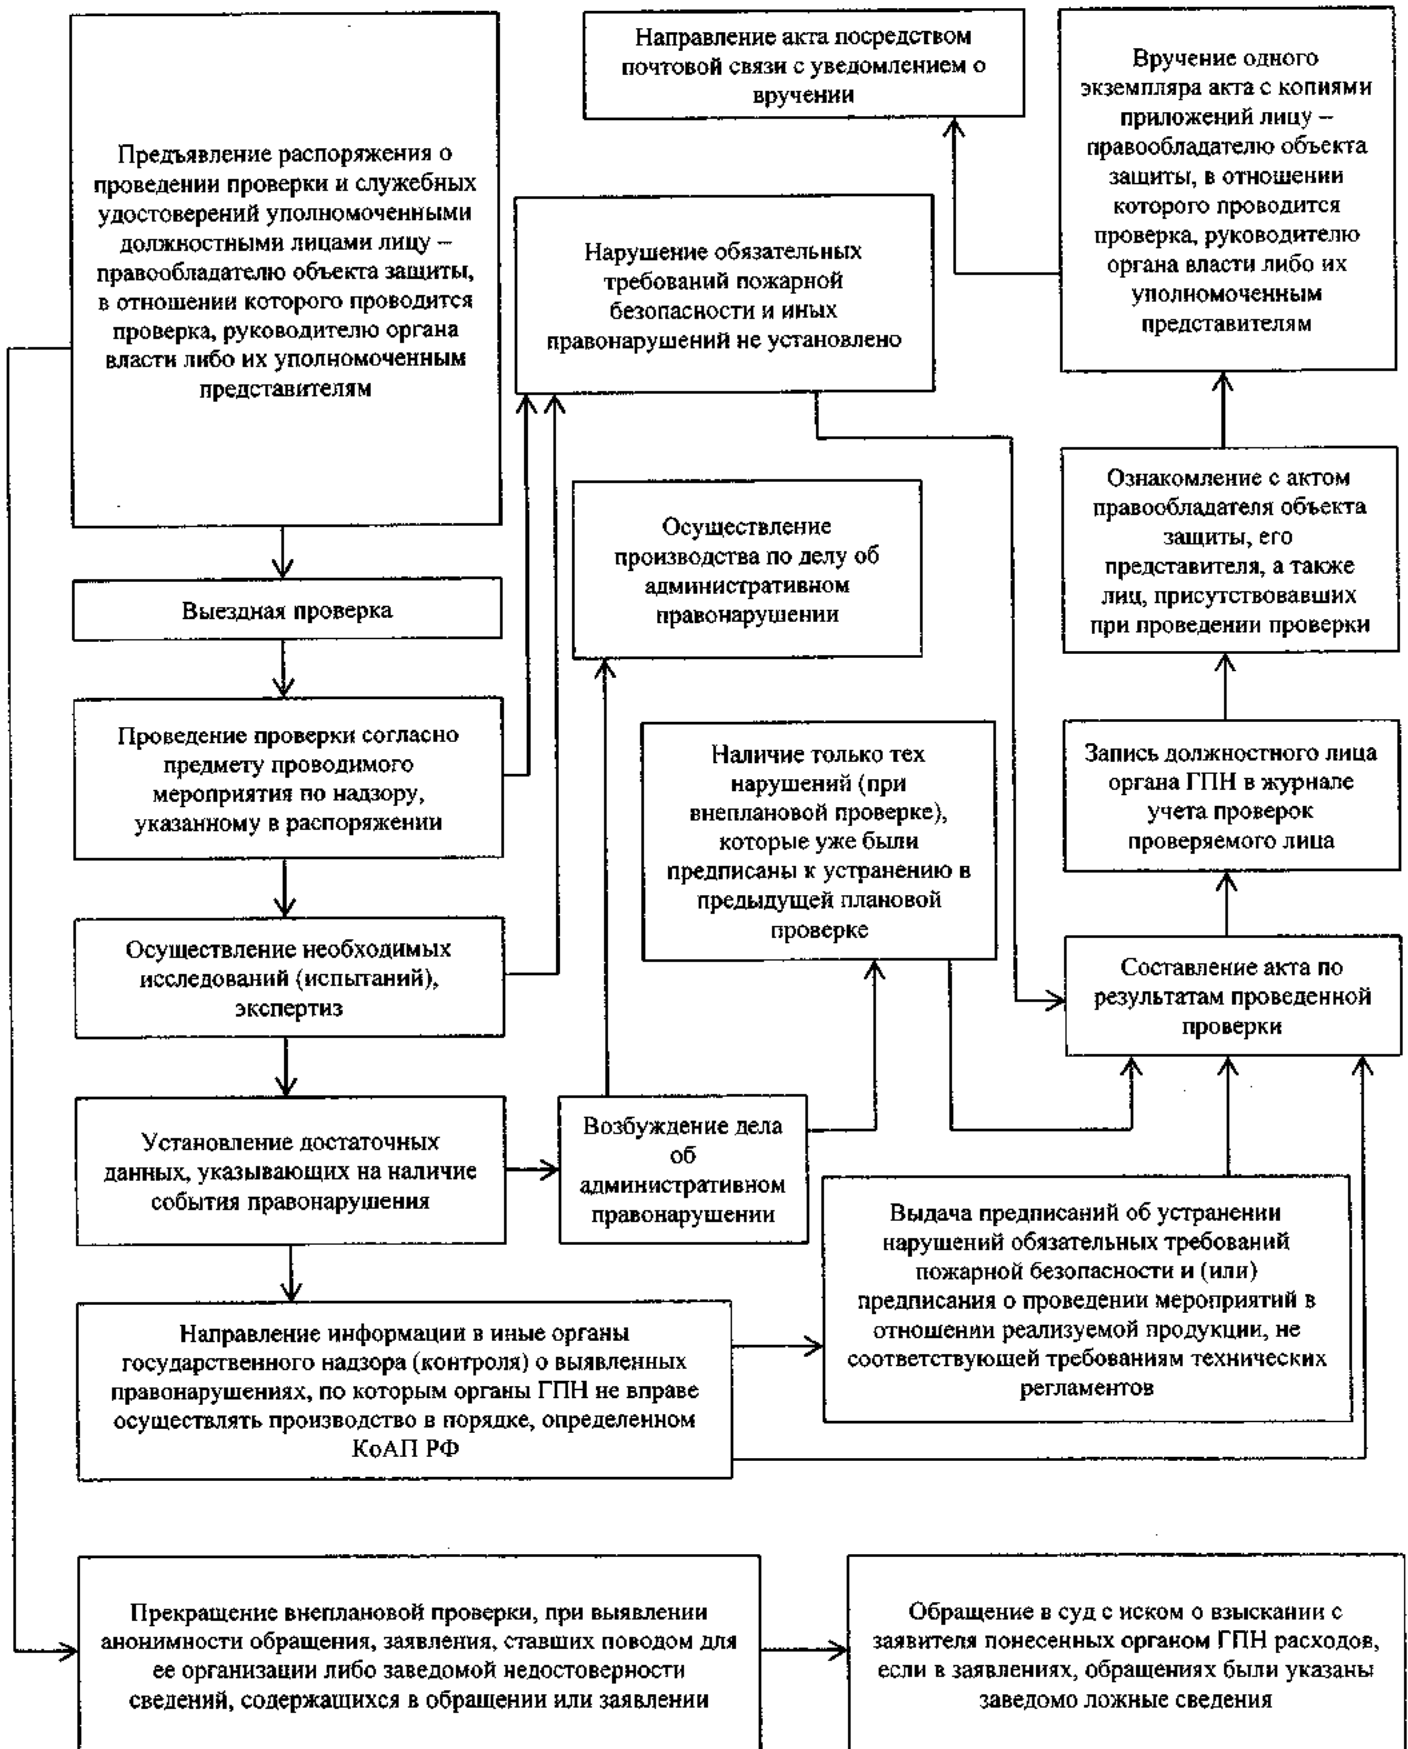 Предъявление распоряжения о
проведении проверки и служебных
удостоверений уполномоченными
должностными лицами лицу –
правообладателю объекта защиты,
в отношении которого проводится
проверка, руководителю органа
власти либо их уполномоченным
представителям
Выездная проверка
Проведение проверки согласно
предмету проводимого
мероприятия по надзору,
указанному в распоряжении
Осуществление необходимых
исследований (испытаний),
экспертиз
Установление достаточных
данных, указывающих на наличие
события правонарушения
Направление информации в иные органы
государственного надзора (контроля) о выявленных
правонарушениях, по которым органы ГПН не вправе
осуществлять производство в порядке, определенном
КоАП РФ
Направление акта посредством
почтовой связи с уведомлением о
вручении
Нарушение обязательных
требований пожарной
безопасности и иных
правонарушений не установлено
Осуществление
производства по делу об
административном
правонарушении
Наличие только тех
нарушений (при
внеплановой проверке),
которые уже были
предписаны к устранению в
предыдущей плановой
проверке
Возбуждение дела
об
административном
правонарушении
Выдача предписаний об устранении
нарушений обязательных требований
пожарной безопасности и (или)
предписания о проведении мероприятий в
отношении реализуемой продукции, не
соответствующей требованиям технических
регламентов
Вручение одного
экземпляра акта с копиями
приложений лицу –
правообладателю объекта
защиты, в отношении
которого проводится
проверка, руководителю
органа власти либо их
уполномоченным
представителям
Ознакомление с актом
правообладателя объекта
защиты, его
представителя, а также
лиц, присутствовавших
при проведении проверки
Запись должностного лица
органа ГПН в журнале
учета проверок
проверяемого лица
Составление акта по
результатам проведенной
проверки
Прекращение внеплановой проверки, при выявлении
анонимности обращения, заявления, ставших поводом для
ее организации либо заведомой недостоверности
сведений, содержащихся в обращении или заявлении
Обращение в суд с иском о взыскании с
заявителя понесенных органом ГПН расходов,
если в заявлениях, обращениях были указаны
заведомо ложные сведения